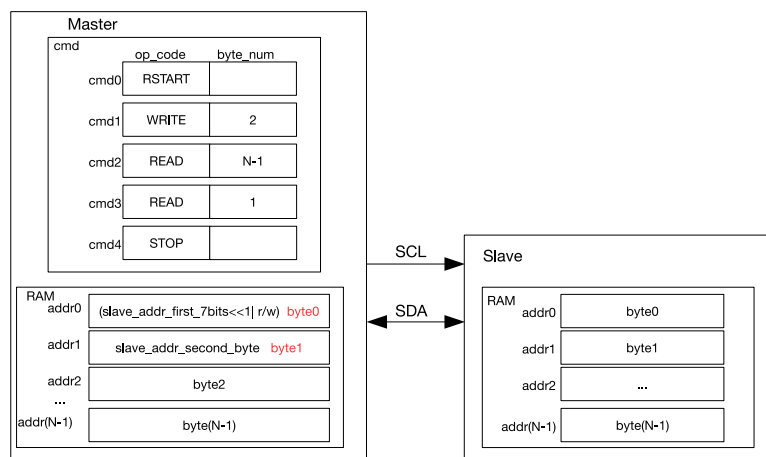 Master
cmd
op_code byte_num
cmd0 RSTART
cmd1 WRITE 2
cmd2 READ N-1
cmd3 READ 1
cmd4 STOP
RAM
addr0 (slave_addr_first_7bits<<1| r/w) byte0
addr1 slave_addr_second_byte byte1
addr2 byte2
...
addr(N-1) byte(N-1)
SCL
SDA
Slave
RAM
addr0 byte0
addr1 byte1
addr2 ...
addr(N-1) byte(N-1)